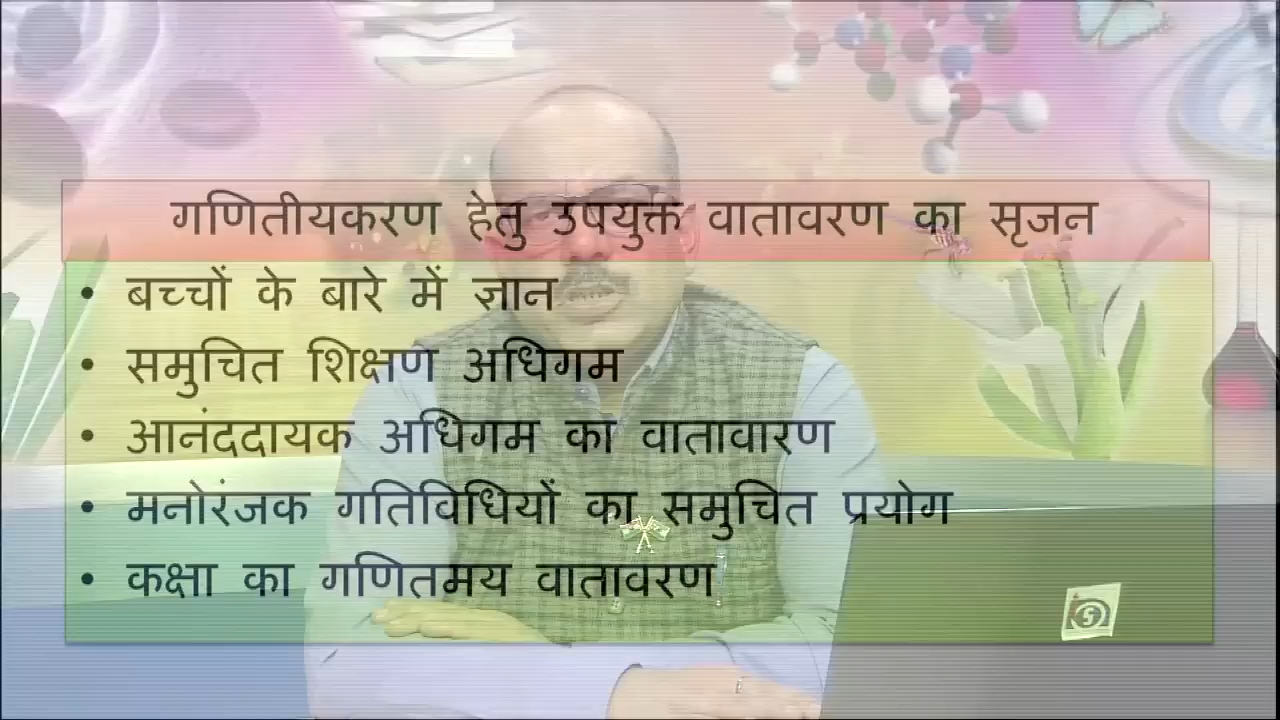 गणितीयकरण हेतु उपयुक्त वातावरण का सृजन
• बच्चों के बारे में ज्ञान
• समुचित शिक्षण अधिगम
• आनंददायक अधिगम का वातावारण
• मनोरंजक गतिविधियों का समुचित प्रयोग
• कक्षा का गणितमय वातावरण